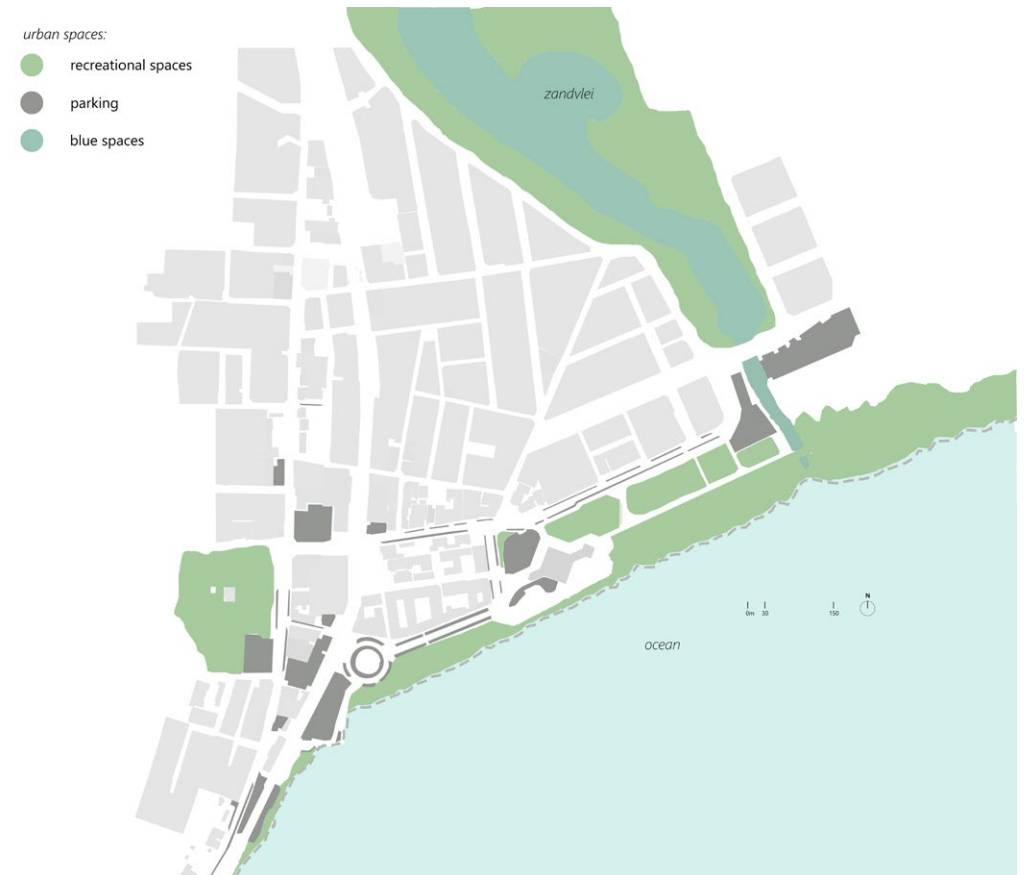 urban spaces:
recreational spaces
parking
blue spaces
zandvlei
N
0m 30 150
ocean